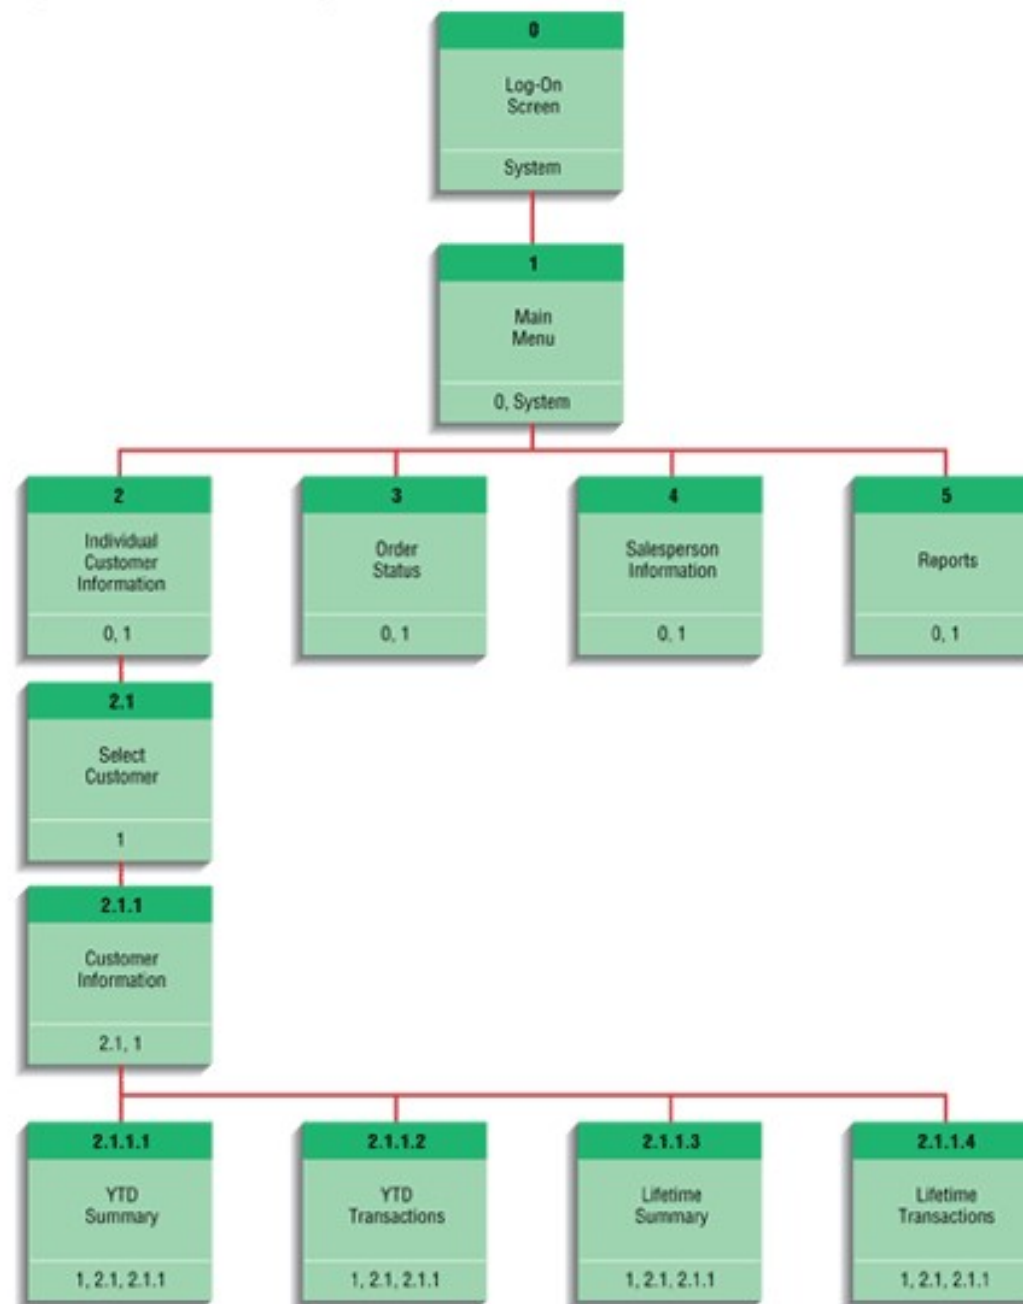 0
Log-On
Screen
System
1
Main
Menu
0, System
2
Individual
Customer
Information
0, 1
3
Order
Status
0, 1
4
Salesperson
Information
0. 1
5
Reports
0, 1
2.1
Select
Customer
1
2.1.1
Customer
Information
2.1, 1
2.1.1.1
YTD
Summary
1, 2.1, 2.1.1
2.1.1.2
YTD
Transactions
1, 2.1, 2.1.1
2.1.1.3
Lifetime
Summary
1, 2.1, 2.1.1
2.1.1.4
Lifetime
Transactions
1, 2.1, 2.1.1